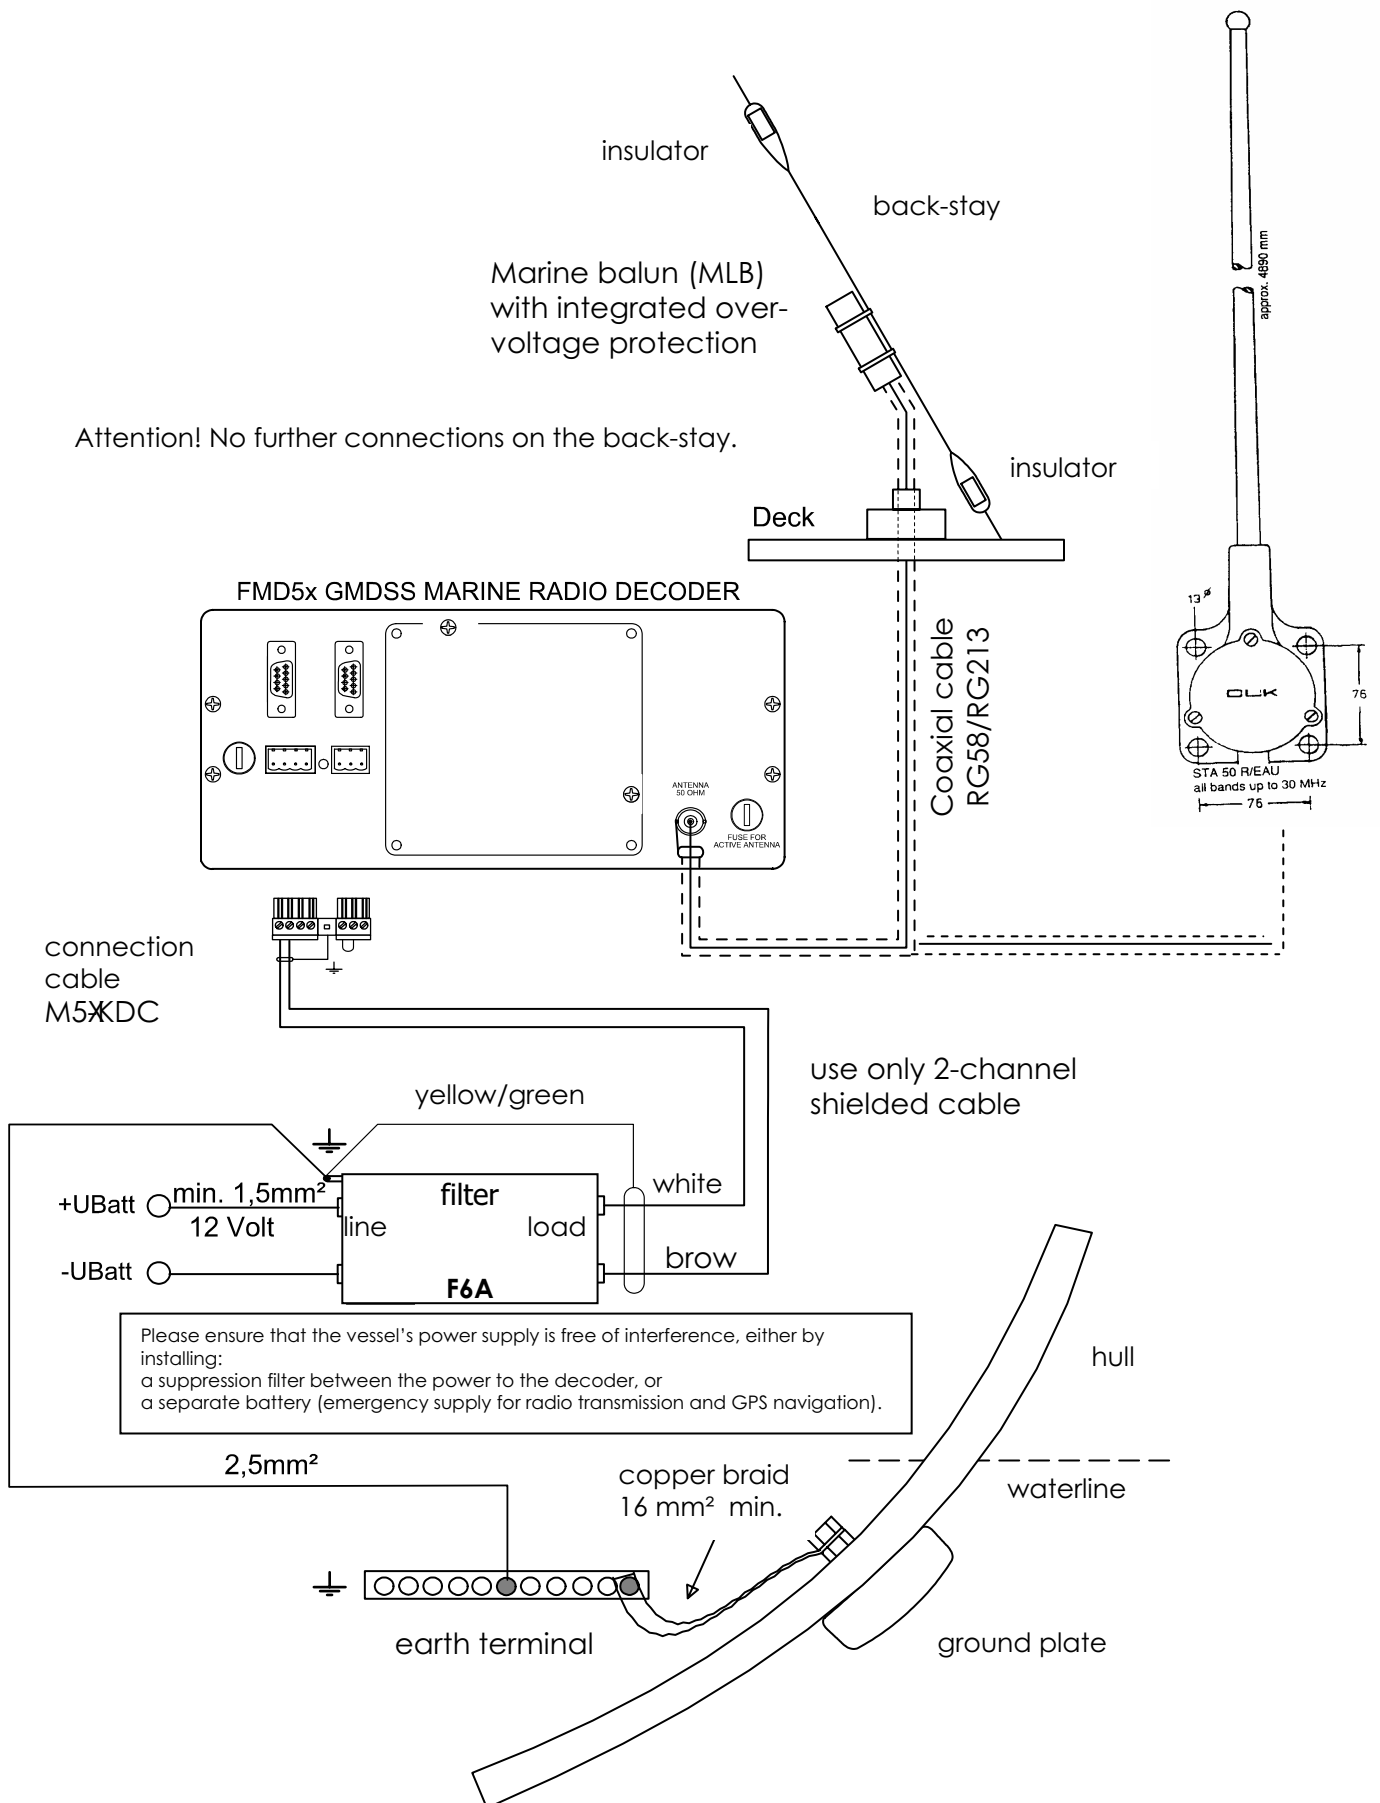 insulator
back-stay
Marine balun (MLB)
with integrated over-
voltage protection
approx. 4890 mm
Attention! No further connections on the back-stay.
insulator
Deck
FMD5x GMDSS MARINE RADIO DECODER
Coaxial cable
RG58/RG213
13 ø
76
STA 50 R/EAU
all bands up to 30 MHz
76
ANTENNA
50 OHM
FUSE FOR
ACTIVE ANTENNA
connection
cable
use only 2-channel
shielded cable
yellow/green
+UBatt
min. 1,5mm²
12 Volt
filter
line
load
white
-UBatt
brow
F6A
Please ensure that the vessel's power supply is free of interference, either by
installing:
a suppression filter between the power to the decoder, or
a separate battery (emergency supply for radio transmission and GPS navigation).
hull
2,5mm²
copper braid
16 mm² min.
waterline
earth terminal
ground plate